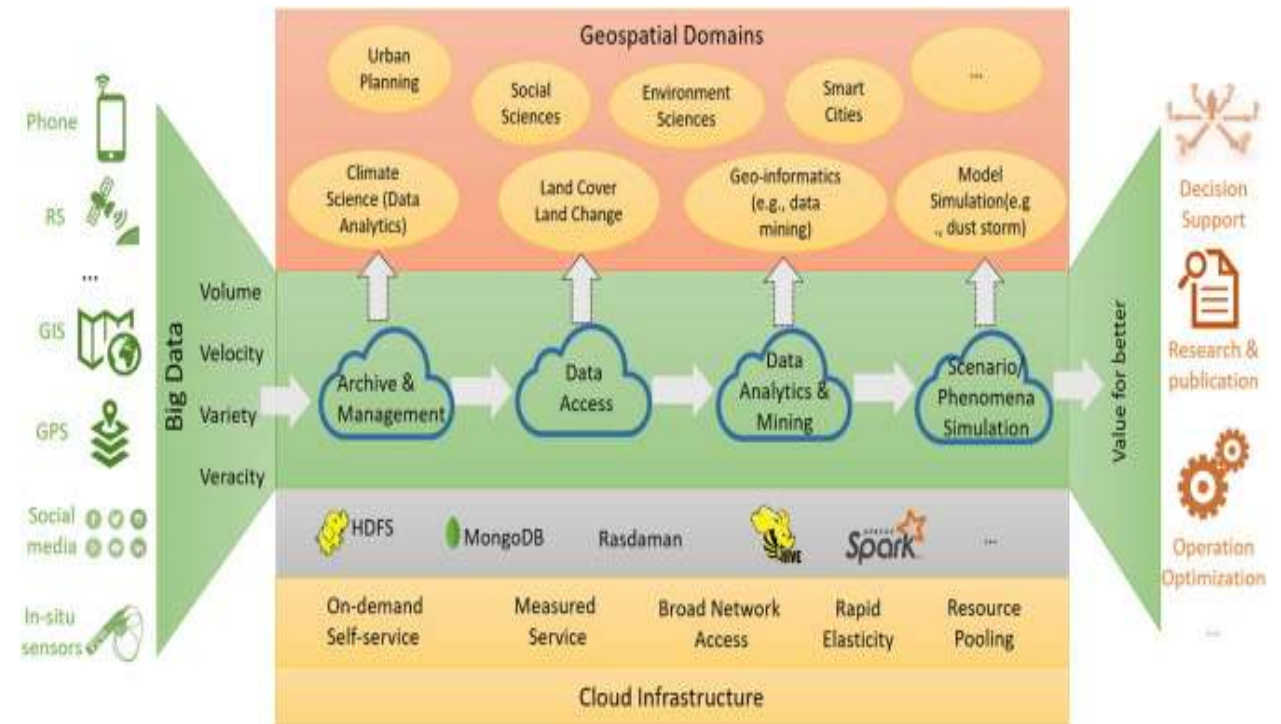 Phone
RS
...
GIS
GPS
Social
media
In-situ
sensors
Big Data
Volume
Velocity
Variety
Veracity
Geospatial Domains
Urban
Planning
Social
Sciences
Environment
Sciences
Smart
Cities
...
Climate
Science (Data
Analytics)
Land Cover
Land Change
Geo-informatics
(e.g., data
mining)
Model
Simulation(e.g
., dust storm)
Archive &
Management
Data
Access
Data
Analytics &
Mining
Scenario/
Phenomena
Simulation
HDFS
MongoDB
Rasdaman
HIVE
APACHE
Spark
...
On-demand
Self-service
Measured
Service
Broad Network
Access
Rapid
Elasticity
Resource
Pooling
Cloud Infrastructure
Value for better
Decision
Support
Research &
publication
Operation
Optimization
...